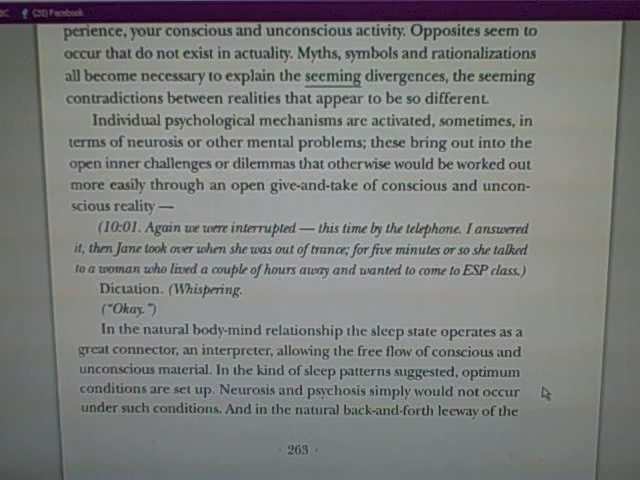 Facebook
perience, your conscious and unconscious activity. Opposites seem to
occur that do not exist in actuality. Myths, symbols and rationalizations
all become necessary to explain the seeming divergences, the seeming
contradictions between realities that appear to be so different.
Individual psychological mechanisms are activated, sometimes, in
terms of neurosis or other mental problems; these bring out into the
open inner challenges or dilemmas that otherwise would be worked out
more easily through an open give-and-take of conscious and uncon-
scious reality —
(10:01. Again we were interrupted — this time by the telephone. I answered
it, then Jane took over when she was out of trance; for five minutes or so she talked
to a woman who lived a couple of hours away and wanted to come to ESP class.)
Dictation. (Whispering.
("Okay.")
In the natural body-mind relationship the sleep state operates as a
great connector, an interpreter, allowing the free flow of conscious and
unconscious material. In the kind of sleep patterns suggested, optimum
conditions are set up. Neurosis and psychosis simply would not occur
under such conditions. And in the natural back-and-forth leeway of the
· 263 ·